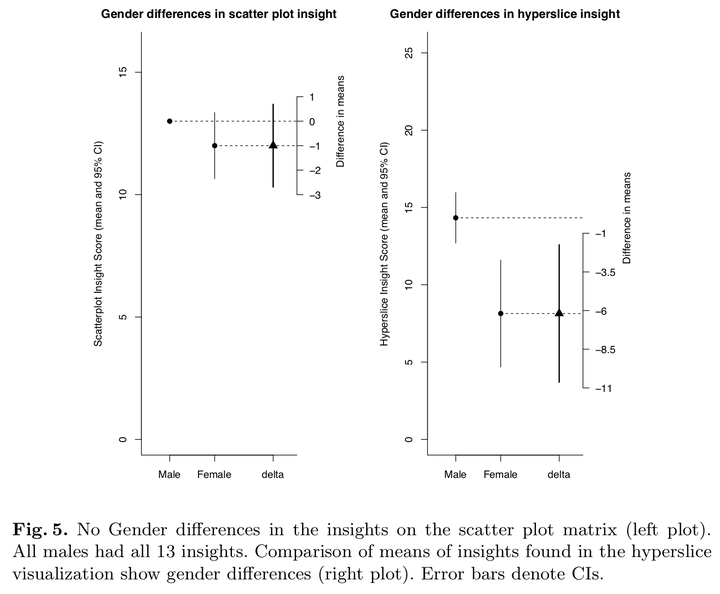 Gender differences in scatter plot insight
Scatterplot Insight Score (mean and 95% CI)
15
10
5
0
Male Female delta
1
0
−1
−2
−3
Difference in means
Gender differences in hyperslice insight
Hyperslice Insight Score (mean and 95% CI)
25
20
15
10
5
0
Male Female delta
−1
−3.5
−6
−8.5
−11
Difference in means
Fig. 5. No Gender differences in the insights on the scatter plot matrix (left plot).
All males had all 13 insights. Comparison of means of insights found in the hyperslice
visualization show gender differences (right plot). Error bars denote CIs.